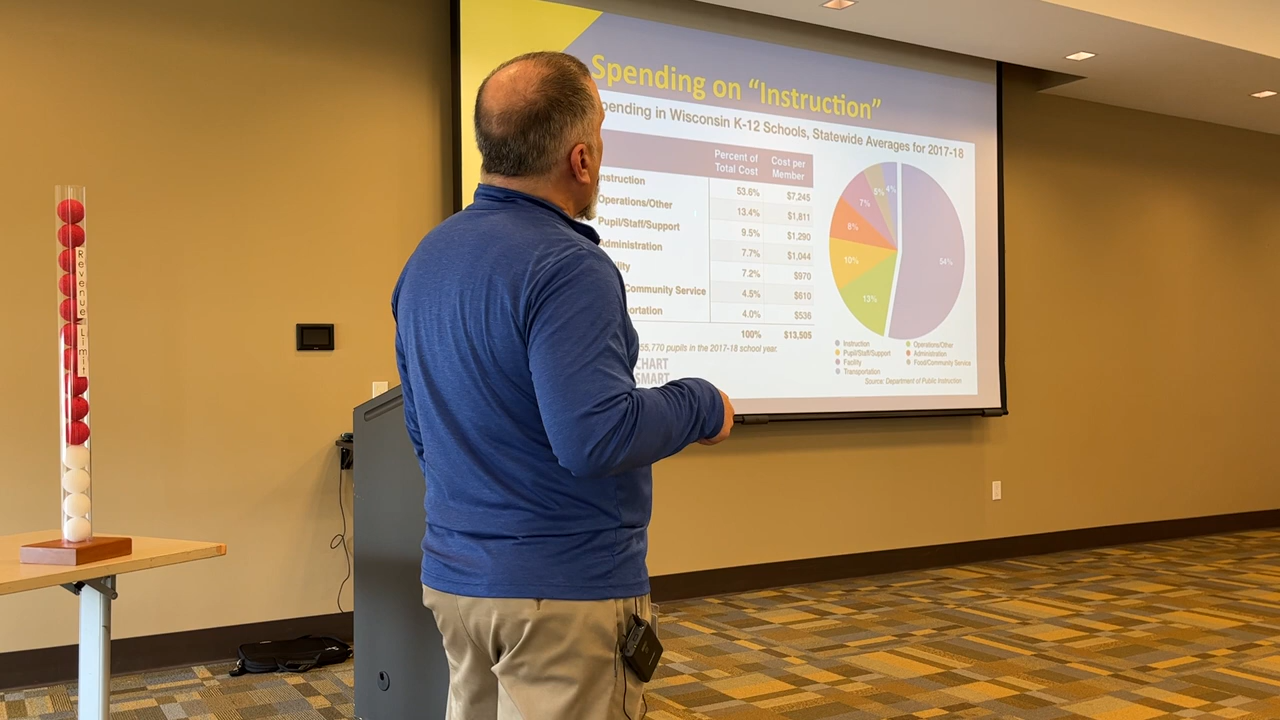 Spending on “Instruction”
pending in Wisconsin K-12 Schools, Statewide Averages for 2017-18
Percent of Total Cost
Cost per Member
nstruction 53.6% $7,245
Operations/Other 13.4% $1,811
Pupil/Staff/Support 9.5% $1,290
Administration 7.7% $1,044
lity 7.2% $970
Community Service 4.5% $610
ortation 4.0% $536
100% $13,505
55,770 pupils in the 2017-18 school year.
CHART
SMART
4%
5%
7%
8%
10%
13%
54%
Instruction
Operations/Other
Pupil/Staff/Support
Administration
Facility
Food/Community Service
Transportation
Source: Department of Public Instruction
Revenue Limit